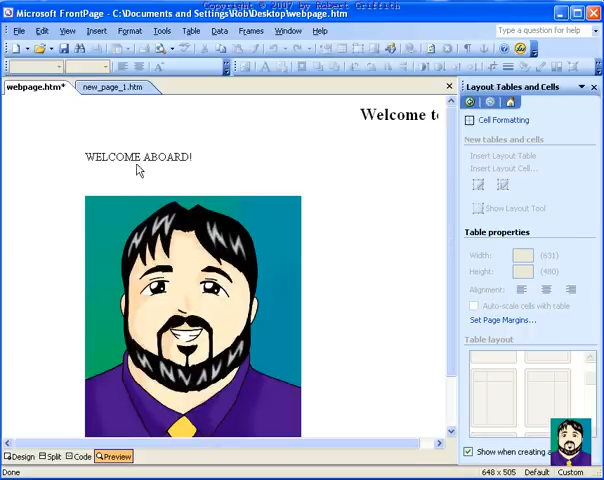 Microsoft FrontPage - C:\Documents and Settings\Rob\Desktop\webpage.htm
Copyright © 2007 by Robert Griffith
File Edit View Insert Format Tools Table Data Frames Window Help
Type a question for help
webpage.htm* new_page_1.htm
Layout Tables and Cells
Welcome to
Cell Formatting
New tables and cells
WELCOME ABOARD!
Insert Layout Table
Insert Layout Cell...
Show Layout Tool
Table properties
Width: (631)
Height: (480)
Alignment:
Auto-scale cells with table
Set Page Margins...
Table layout
Show when creating a
Design Split Code Preview
Done 648 x 505 Default Custom